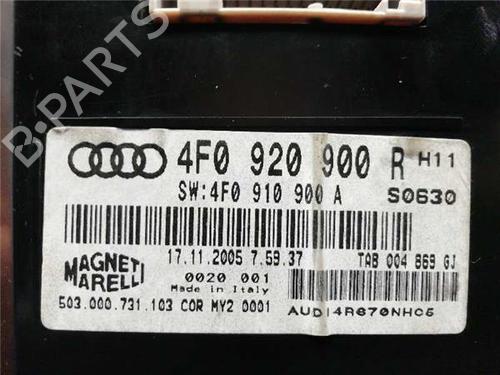 B-PARTS
4F0 920 900 R H11
SW:4F0 910 900 A S0630
17.11.2005 7.59.37 TAB 004 869 GJ
MAGNETI MARELLI
0020 001
Made in Italy
503.000.731.103 COR MY2 0001
AUD14R670NHC5